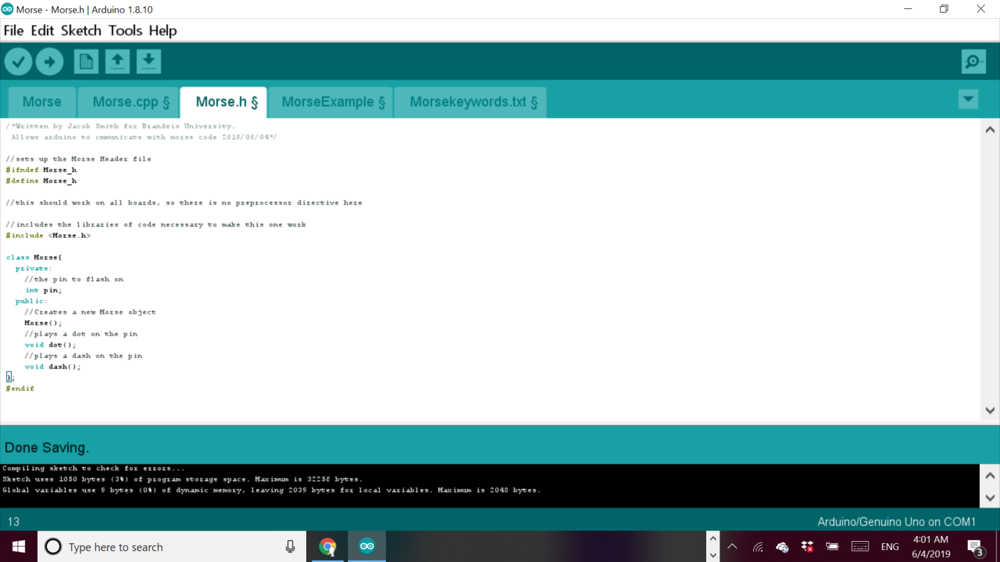 Morse - Morse.h | Arduino 1.8.10
File Edit Sketch Tools Help
Morse Morse.cpp § Morse.h § MorseExample § Morsekeywords.txt §
/*Written by Jacob Smith for Brandeis University.
Allows arduino to cmmunicate with morse code 2019/06/04*/
//sets up the Morse Header file
#ifndef Morse_h
#define Morse_h
//this should work on all boards, so there is no preprocessor directive here
//includes the libraries of code necessary to make this one work
#include <Morse.h>
class Morse{
private:
//the pin to flash on
int pin;
public:
//Creates a new Morse object
Morse();
//plays a dot on the pin
void dot();
//plays a dash on the pin
void dash();
};
#endif
Done Saving.
Compiling sketch to check for errors...
Sketch uses 1050 bytes (3%) of program storage space. Maximum is 32256 bytes.
Global variables use 9 bytes (0%) of dynamic memory, leaving 2039 bytes for local variables. Maximum is 2048 bytes.
13 Arduino/Genuino Uno on COM1
Type here to search ENG 4:01 AM
6/4/2019 3